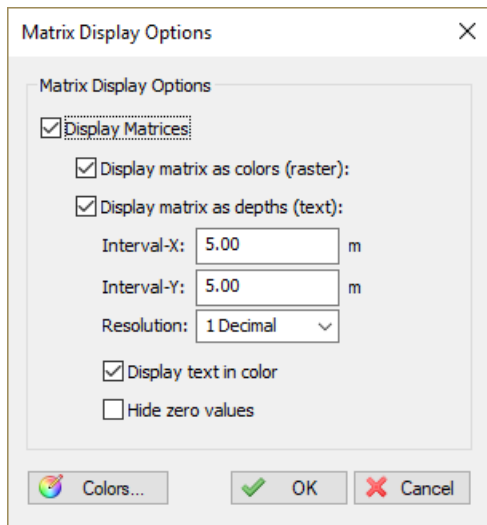 Matrix Display Options
Matrix Display Options
Display Matrices
Display matrix as colors (raster):
Display matrix as depths (text):
Interval-X: 5.00 m
Interval-Y: 5.00 m
Resolution: 1 Decimal
Display text in color
Hide zero values
Colors... OK Cancel